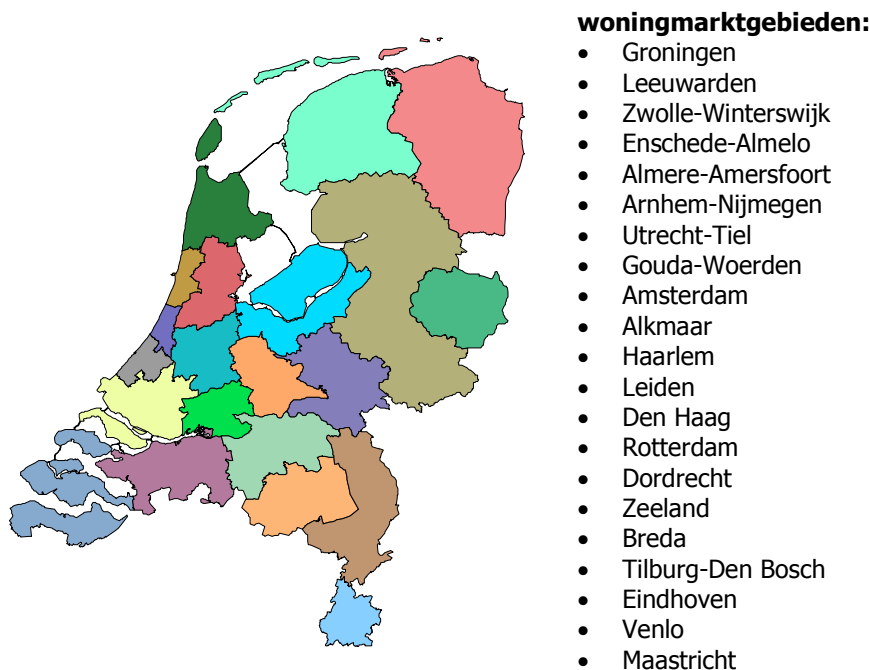 woningmarktgebieden:
• Groningen
• Leeuwarden
• Zwolle-Winterswijk
• Enschede-Almelo
• Almere-Amersfoort
• Arnhem-Nijmegen
• Utrecht-Tiel
• Gouda-Woerden
• Amsterdam
• Alkmaar
• Haarlem
• Leiden
• Den Haag
• Rotterdam
• Dordrecht
• Zeeland
• Breda
• Tilburg-Den Bosch
• Eindhoven
• Venlo
• Maastricht